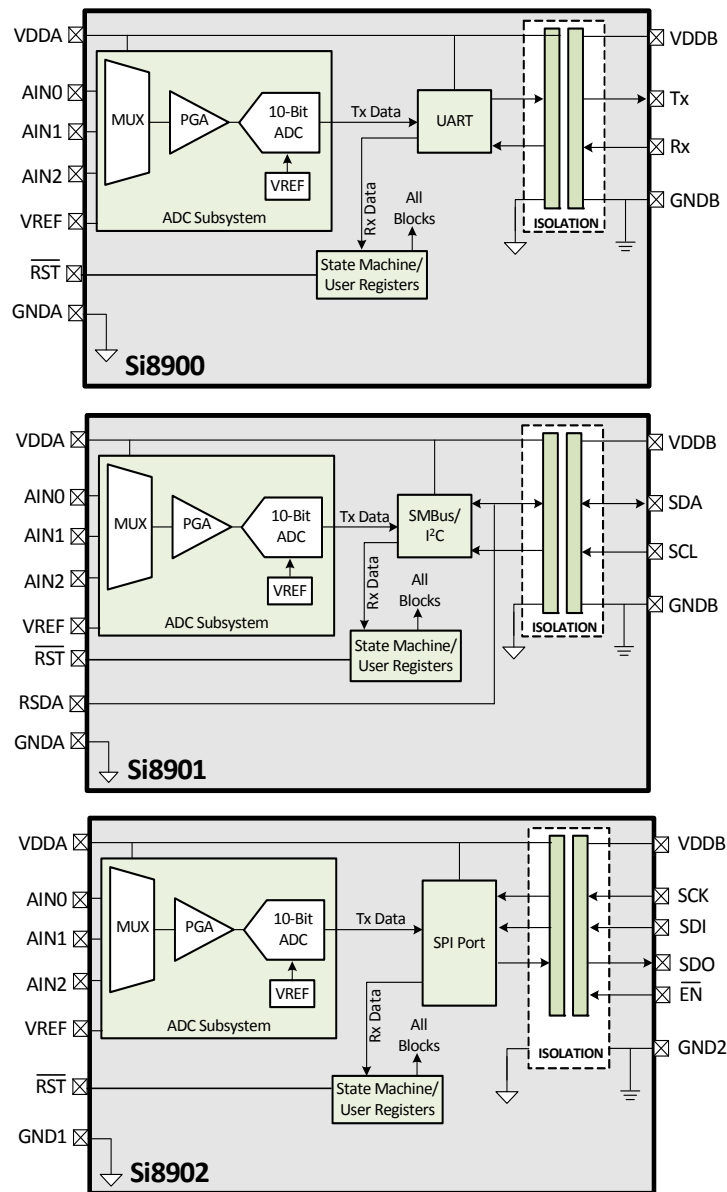 VDDA
AIN0
AIN1
AIN2
VREF
RST
GNDA
MUX
PGA
10-Bit
ADC
VREF
ADC Subsystem
Tx Data
UART
Rx Data
All
Blocks
State Machine/
User Registers
ISOLATION
VDDB
Tx
Rx
GNDB
Si8900
VDDA
AIN0
AIN1
AIN2
VREF
RST
RSDA
GNDA
MUX
PGA
10-Bit
ADC
VREF
ADC Subsystem
Tx Data
SMBus/
I²C
Rx Data
All
Blocks
State Machine/
User Registers
ISOLATION
VDDB
SDA
SCL
GNDB
Si8901
VDDA
AIN0
AIN1
AIN2
VREF
RST
GND1
MUX
PGA
10-Bit
ADC
VREF
ADC Subsystem
Tx Data
SPI Port
Rx Data
All
Blocks
State Machine/
User Registers
ISOLATION
VDDB
SCK
SDI
SDO
EN
GND2
Si8902